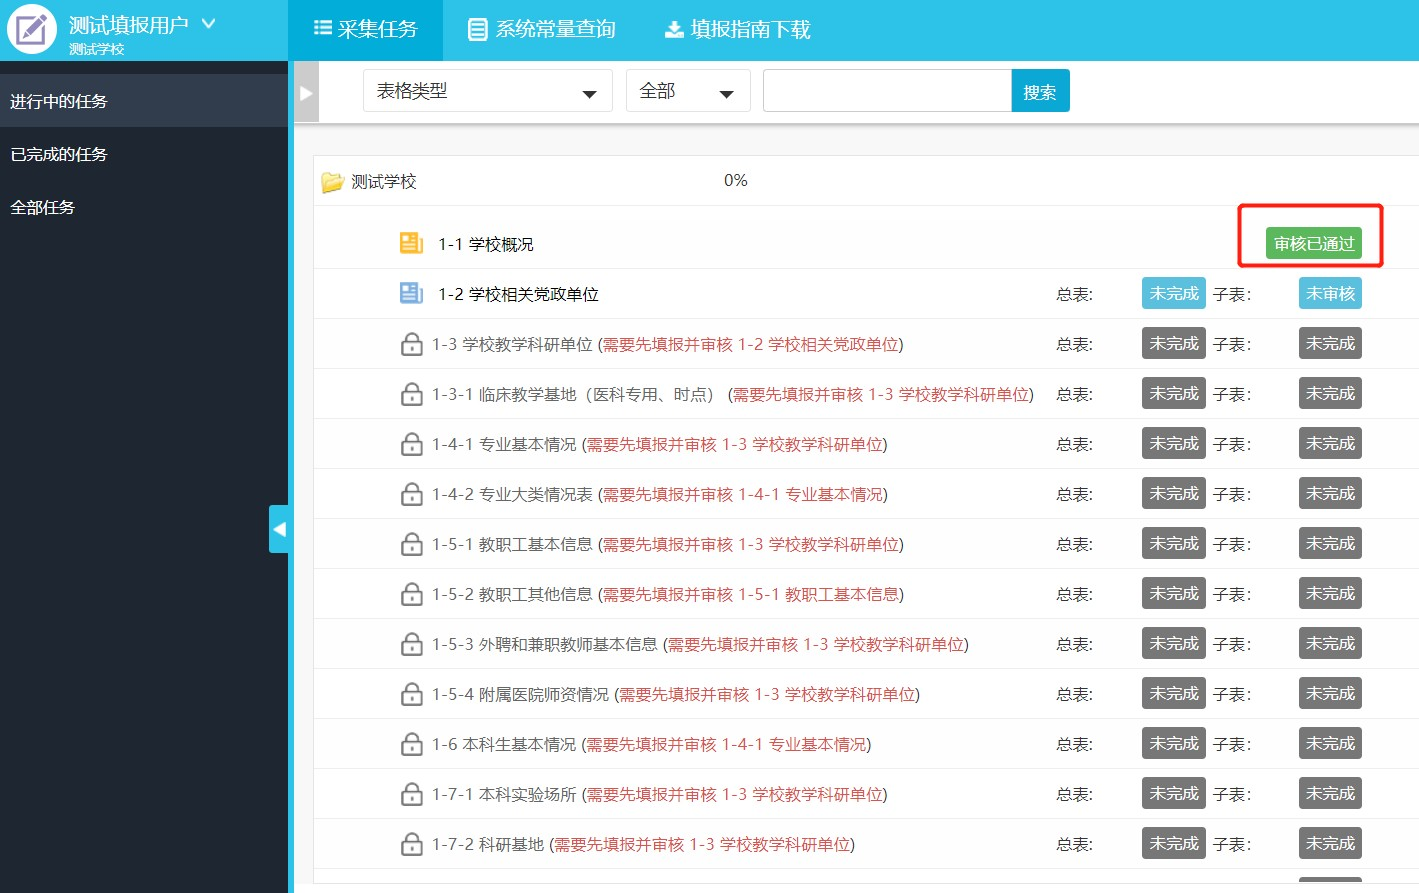 测试填报用户
测试学校
采集任务
系统常量查询
填报指南下载
进行中的任务
已完成的任务
全部任务
表格类型
全部
搜索
测试学校 0%
1-1 学校概况 审核已通过
1-2 学校相关党政单位 总表: 未完成 子表: 未审核
1-3 学校教学科研单位 (需要先填报并审核 1-2 学校相关党政单位) 总表: 未完成 子表: 未完成
1-3-1 临床教学基地（医科专用、时点） (需要先填报并审核 1-3 学校教学科研单位) 总表: 未完成 子表: 未完成
1-4-1 专业基本情况 (需要先填报并审核 1-3 学校教学科研单位) 总表: 未完成 子表: 未完成
1-4-2 专业大类情况表 (需要先填报并审核 1-4-1 专业基本情况) 总表: 未完成 子表: 未完成
1-5-1 教职工基本信息 (需要先填报并审核 1-3 学校教学科研单位) 总表: 未完成 子表: 未完成
1-5-2 教职工其他信息 (需要先填报并审核 1-5-1 教职工基本信息) 总表: 未完成 子表: 未完成
1-5-3 外聘和兼职教师基本信息 (需要先填报并审核 1-3 学校教学科研单位) 总表: 未完成 子表: 未完成
1-5-4 附属医院师资情况 (需要先填报并审核 1-3 学校教学科研单位) 总表: 未完成 子表: 未完成
1-6 本科生基本情况 (需要先填报并审核 1-4-1 专业基本情况) 总表: 未完成 子表: 未完成
1-7-1 本科实验场所 (需要先填报并审核 1-3 学校教学科研单位) 总表: 未完成 子表: 未完成
1-7-2 科研基地 (需要先填报并审核 1-3 学校教学科研单位) 总表: 未完成 子表: 未完成